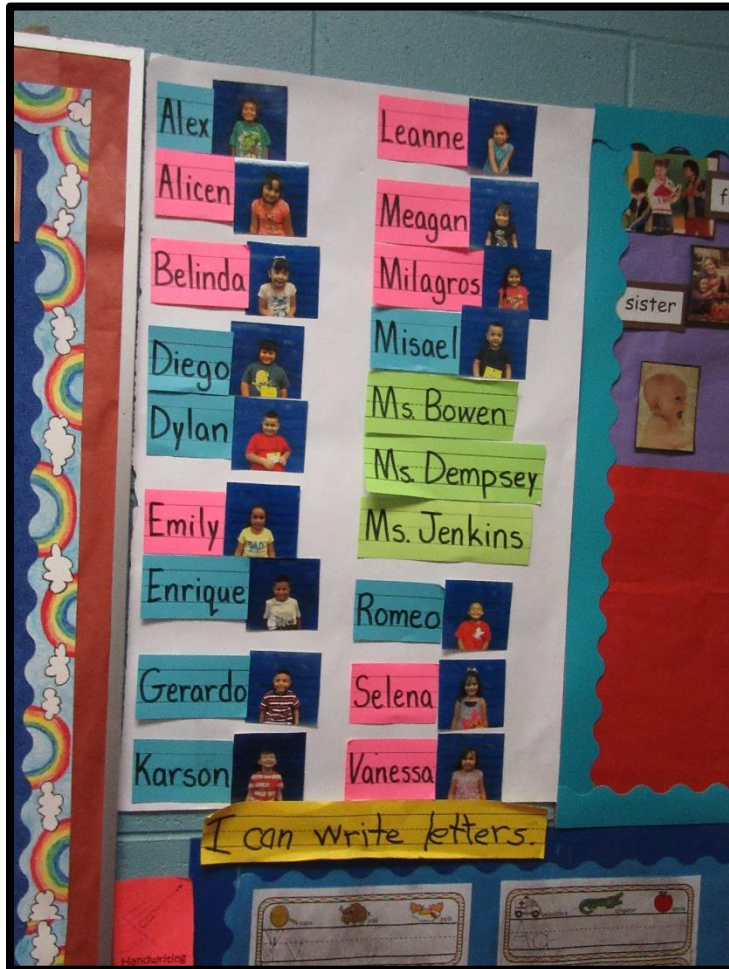 Alex
Alicen
Belinda
Diego
Dylan
Emily
Enrique
Gerardo
Karson
Leanne
Meagan
Milagros
Misael
Ms. Bowen
Ms. Dempsey
Ms. Jenkins
Romeo
Selena
Vanessa
I can write letters.
f
sister
Handwriting